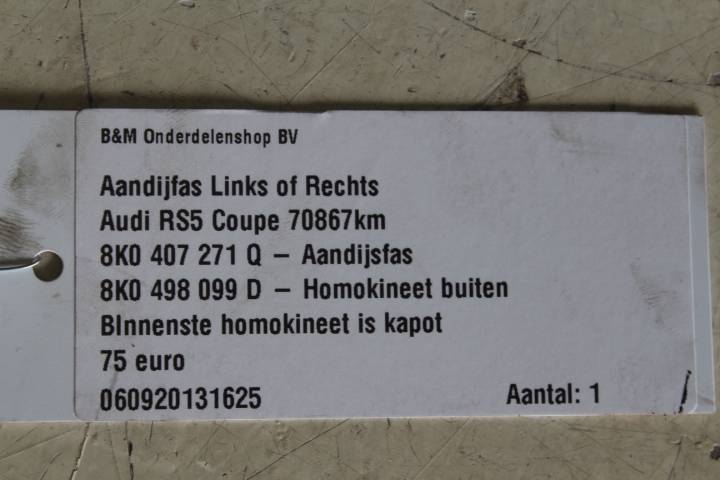 B&M Onderdelenshop BV
Aandijfas Links of Rechts
Audi RS5 Coupe 70867km
8K0 407 271 Q – Aandijsfas
8K0 498 099 D – Homokineet buiten
BInnenste homokineet is kapot
75 euro
060920131625 Aantal: 1